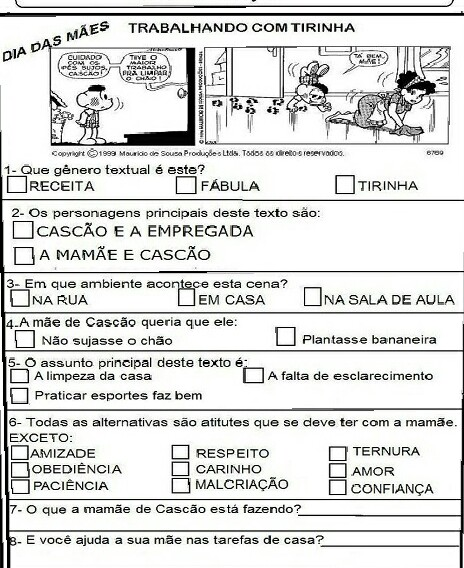 DIA DAS MÃES
TRABALHANDO COM TIRINHA
CUIDADO
COM OS
PÉS SUJOS,
CASCÃO!
TIVE O
MAIOR
TRABALHO
PRA LIMPAR
O CHÃO!
TÁ BEM,
MÃE!
Copyright © 1999 Mauricio de Sousa Produções Ltda. Todos os direitos reservados.
6769
1- Que gênero textual é este?
RECEITA FÁBULA TIRINHA
2- Os personagens principais deste texto são:
CASCÃO E A EMPREGADA
A MAMÃE E CASCÃO
3- Em que ambiente acontece esta cena?
NA RUA EM CASA NA SALA DE AULA
4.A mãe de Cascão queria que ele:
Não sujasse o chão Plantasse bananeira
5- O assunto principal deste texto é:
A limpeza da casa A falta de esclarecimento
Praticar esportes faz bem
6- Todas as alternativas são atitutes que se deve ter com a mamãe.
EXCETO:
AMIZADE RESPEITO TERNURA
OBEDIÊNCIA CARINHO AMOR
PACIÊNCIA MALCRIAÇÃO CONFIANÇA
7- O que a mamãe de Cascão está fazendo?
8- E você ajuda a sua mãe nas tarefas de casa?